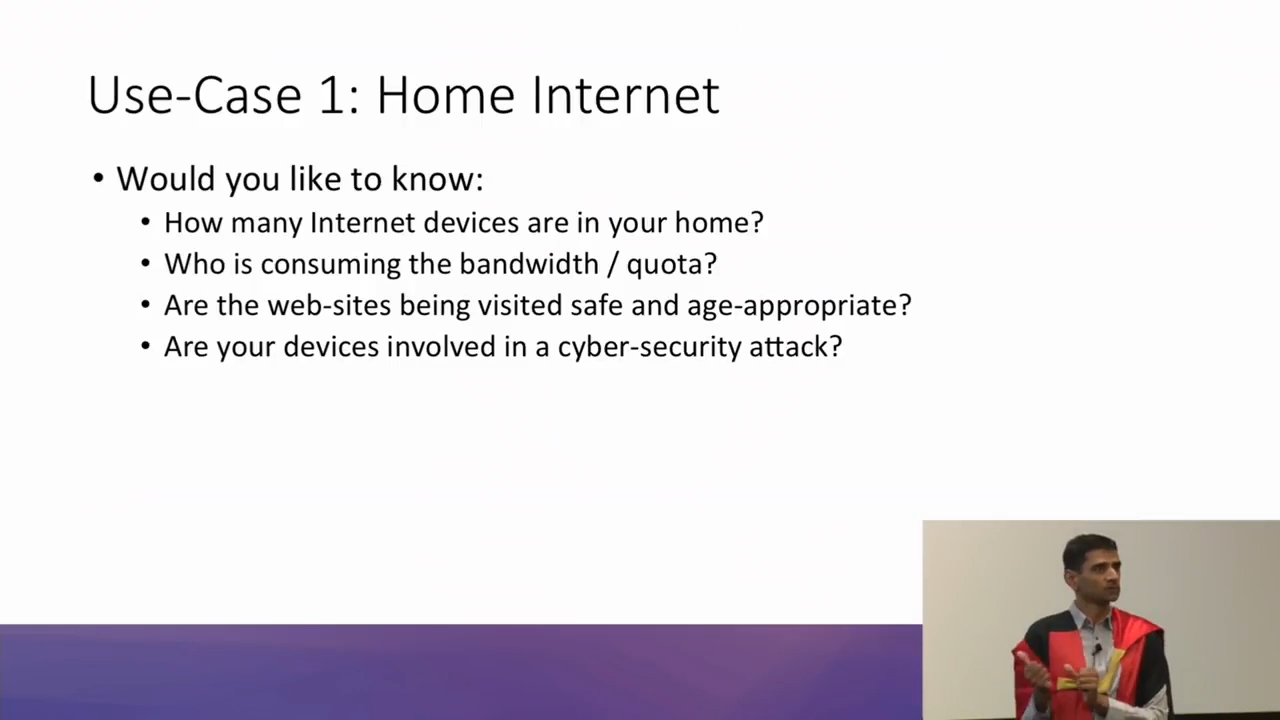 Use-Case 1: Home Internet
• Would you like to know:
• How many Internet devices are in your home?
• Who is consuming the bandwidth / quota?
• Are the web-sites being visited safe and age-appropriate?
• Are your devices involved in a cyber-security attack?